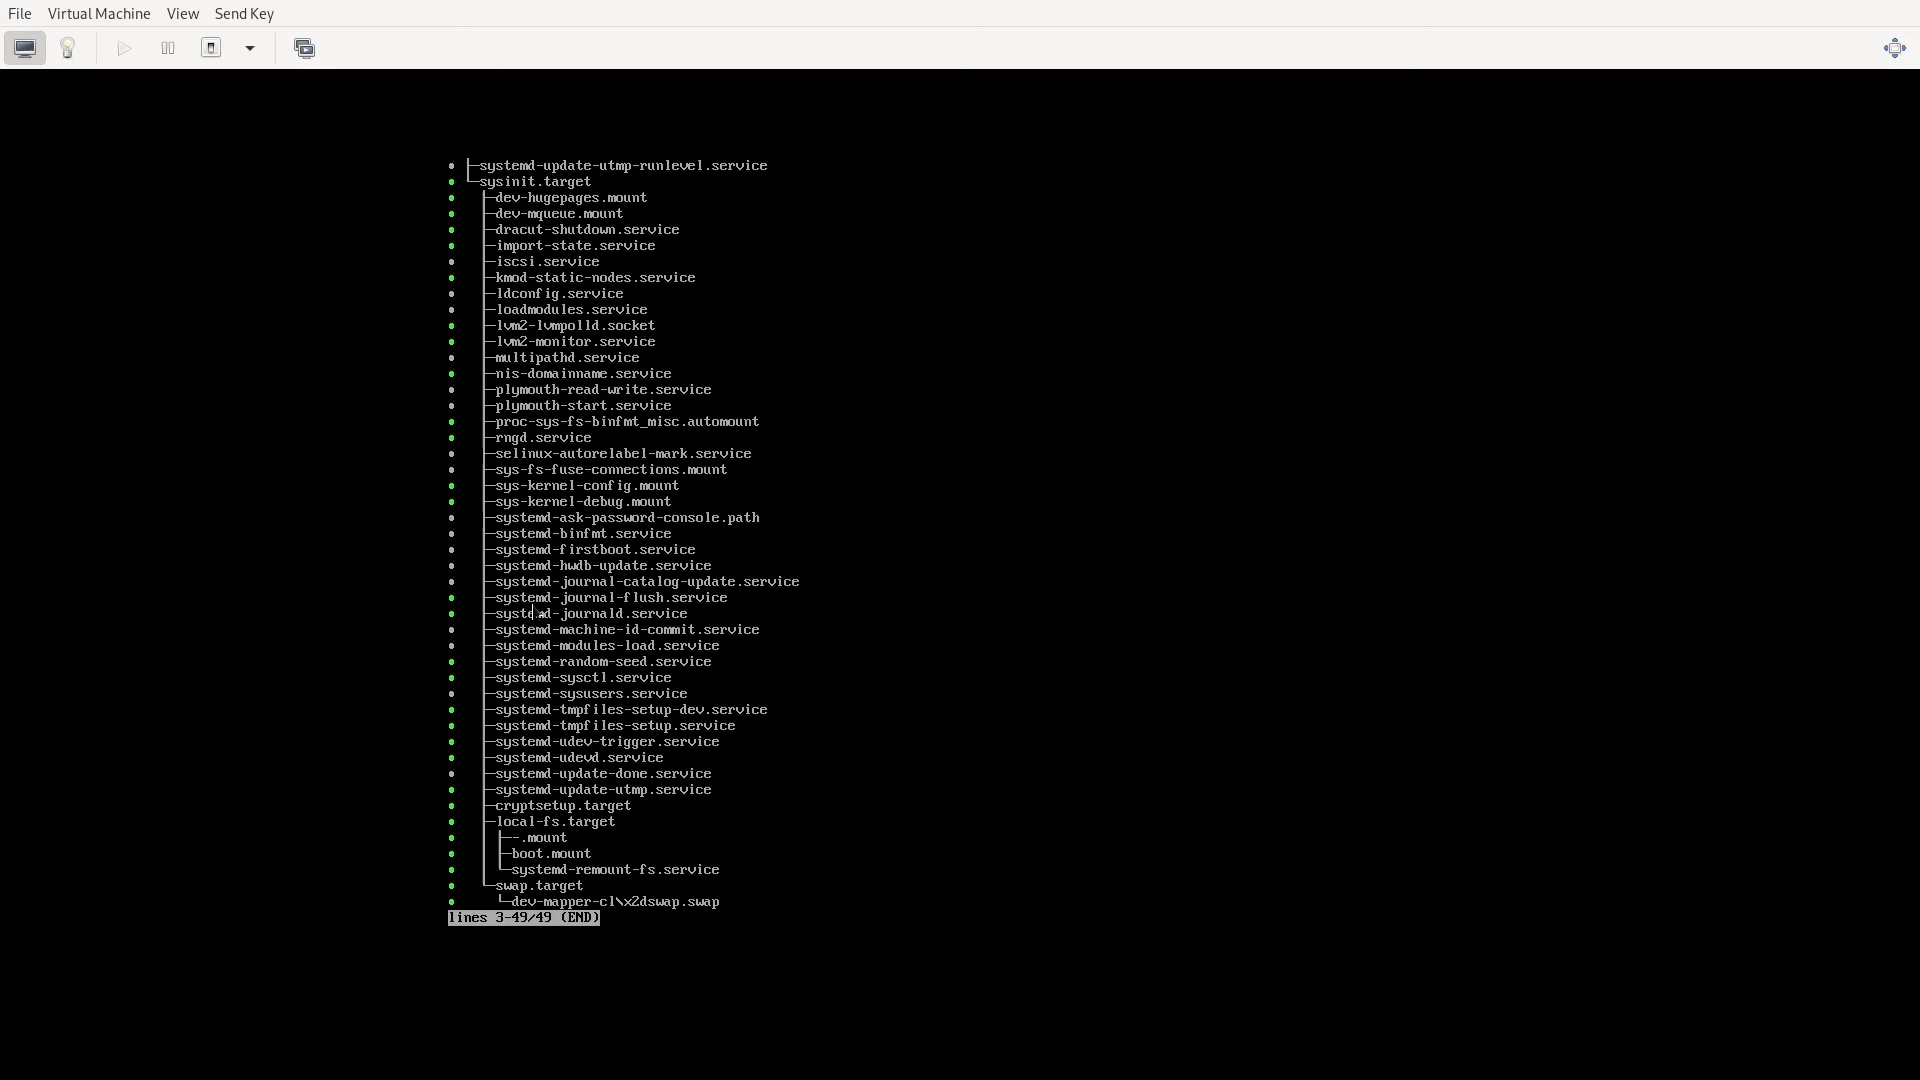 File Virtual Machine View Send Key
● ├─systemd-update-utmp-runlevel.service
● └─sysinit.target
●   ├─dev-hugepages.mount
●   ├─dev-mqueue.mount
●   ├─dracut-shutdown.service
●   ├─import-state.service
●   ├─iscsi.service
●   ├─kmod-static-nodes.service
●   ├─ldconfig.service
●   ├─loadmodules.service
●   ├─lvm2-lvmpolld.socket
●   ├─lvm2-monitor.service
●   ├─multipathd.service
●   ├─nis-domainname.service
●   ├─plymouth-read-write.service
●   ├─plymouth-start.service
●   ├─proc-sys-fs-binfmt_misc.automount
●   ├─rngd.service
●   ├─selinux-autorelabel-mark.service
●   ├─sys-fs-fuse-connections.mount
●   ├─sys-kernel-config.mount
●   ├─sys-kernel-debug.mount
●   ├─systemd-ask-password-console.path
●   ├─systemd-binfmt.service
●   ├─systemd-firstboot.service
●   ├─systemd-hwdb-update.service
●   ├─systemd-journal-catalog-update.service
●   ├─systemd-journal-flush.service
●   ├─systemd-journald.service
●   ├─systemd-machine-id-commit.service
●   ├─systemd-modules-load.service
●   ├─systemd-random-seed.service
●   ├─systemd-sysctl.service
●   ├─systemd-sysusers.service
●   ├─systemd-tmpfiles-setup-dev.service
●   ├─systemd-tmpfiles-setup.service
●   ├─systemd-udev-trigger.service
●   ├─systemd-udevd.service
●   ├─systemd-update-done.service
●   ├─systemd-update-utmp.service
●   ├─cryptsetup.target
●   ├─local-fs.target
●   │ ├─-.mount
●   │ ├─boot.mount
●   │ └─systemd-remount-fs.service
●   └─swap.target
●     └─dev-mapper-cl\x2dswap.swap
lines 3-49/49 (END)